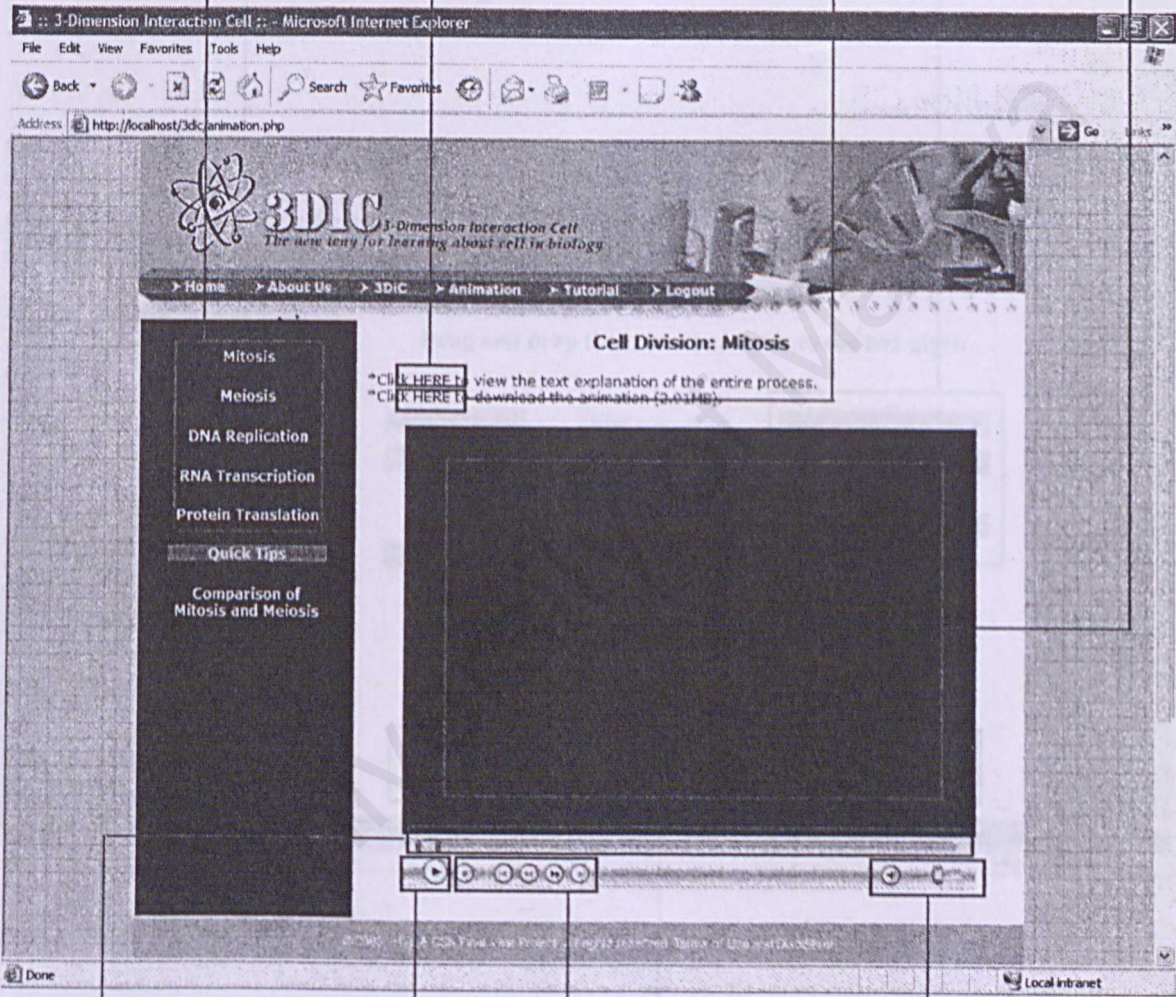 :: 3-Dimension Interaction Cell :: - Microsoft Internet Explorer
File Edit View Favorites Tools Help
Back Search Favorites
Address http://localhost/3dic/animation.php Go Links »
3DIC 3-Dimension Interaction Cell
The new way for learning about cell in biology
> Home > About Us > 3DiC > Animation > Tutorial > Logout
Cell Division: Mitosis
*Click HERE to view the text explanation of the entire process.
*Click HERE to download the animation (2.01MB).
Mitosis
Meiosis
DNA Replication
RNA Transcription
Protein Translation
Quick Tips
Comparison of
Mitosis and Meiosis
Done Local intranet